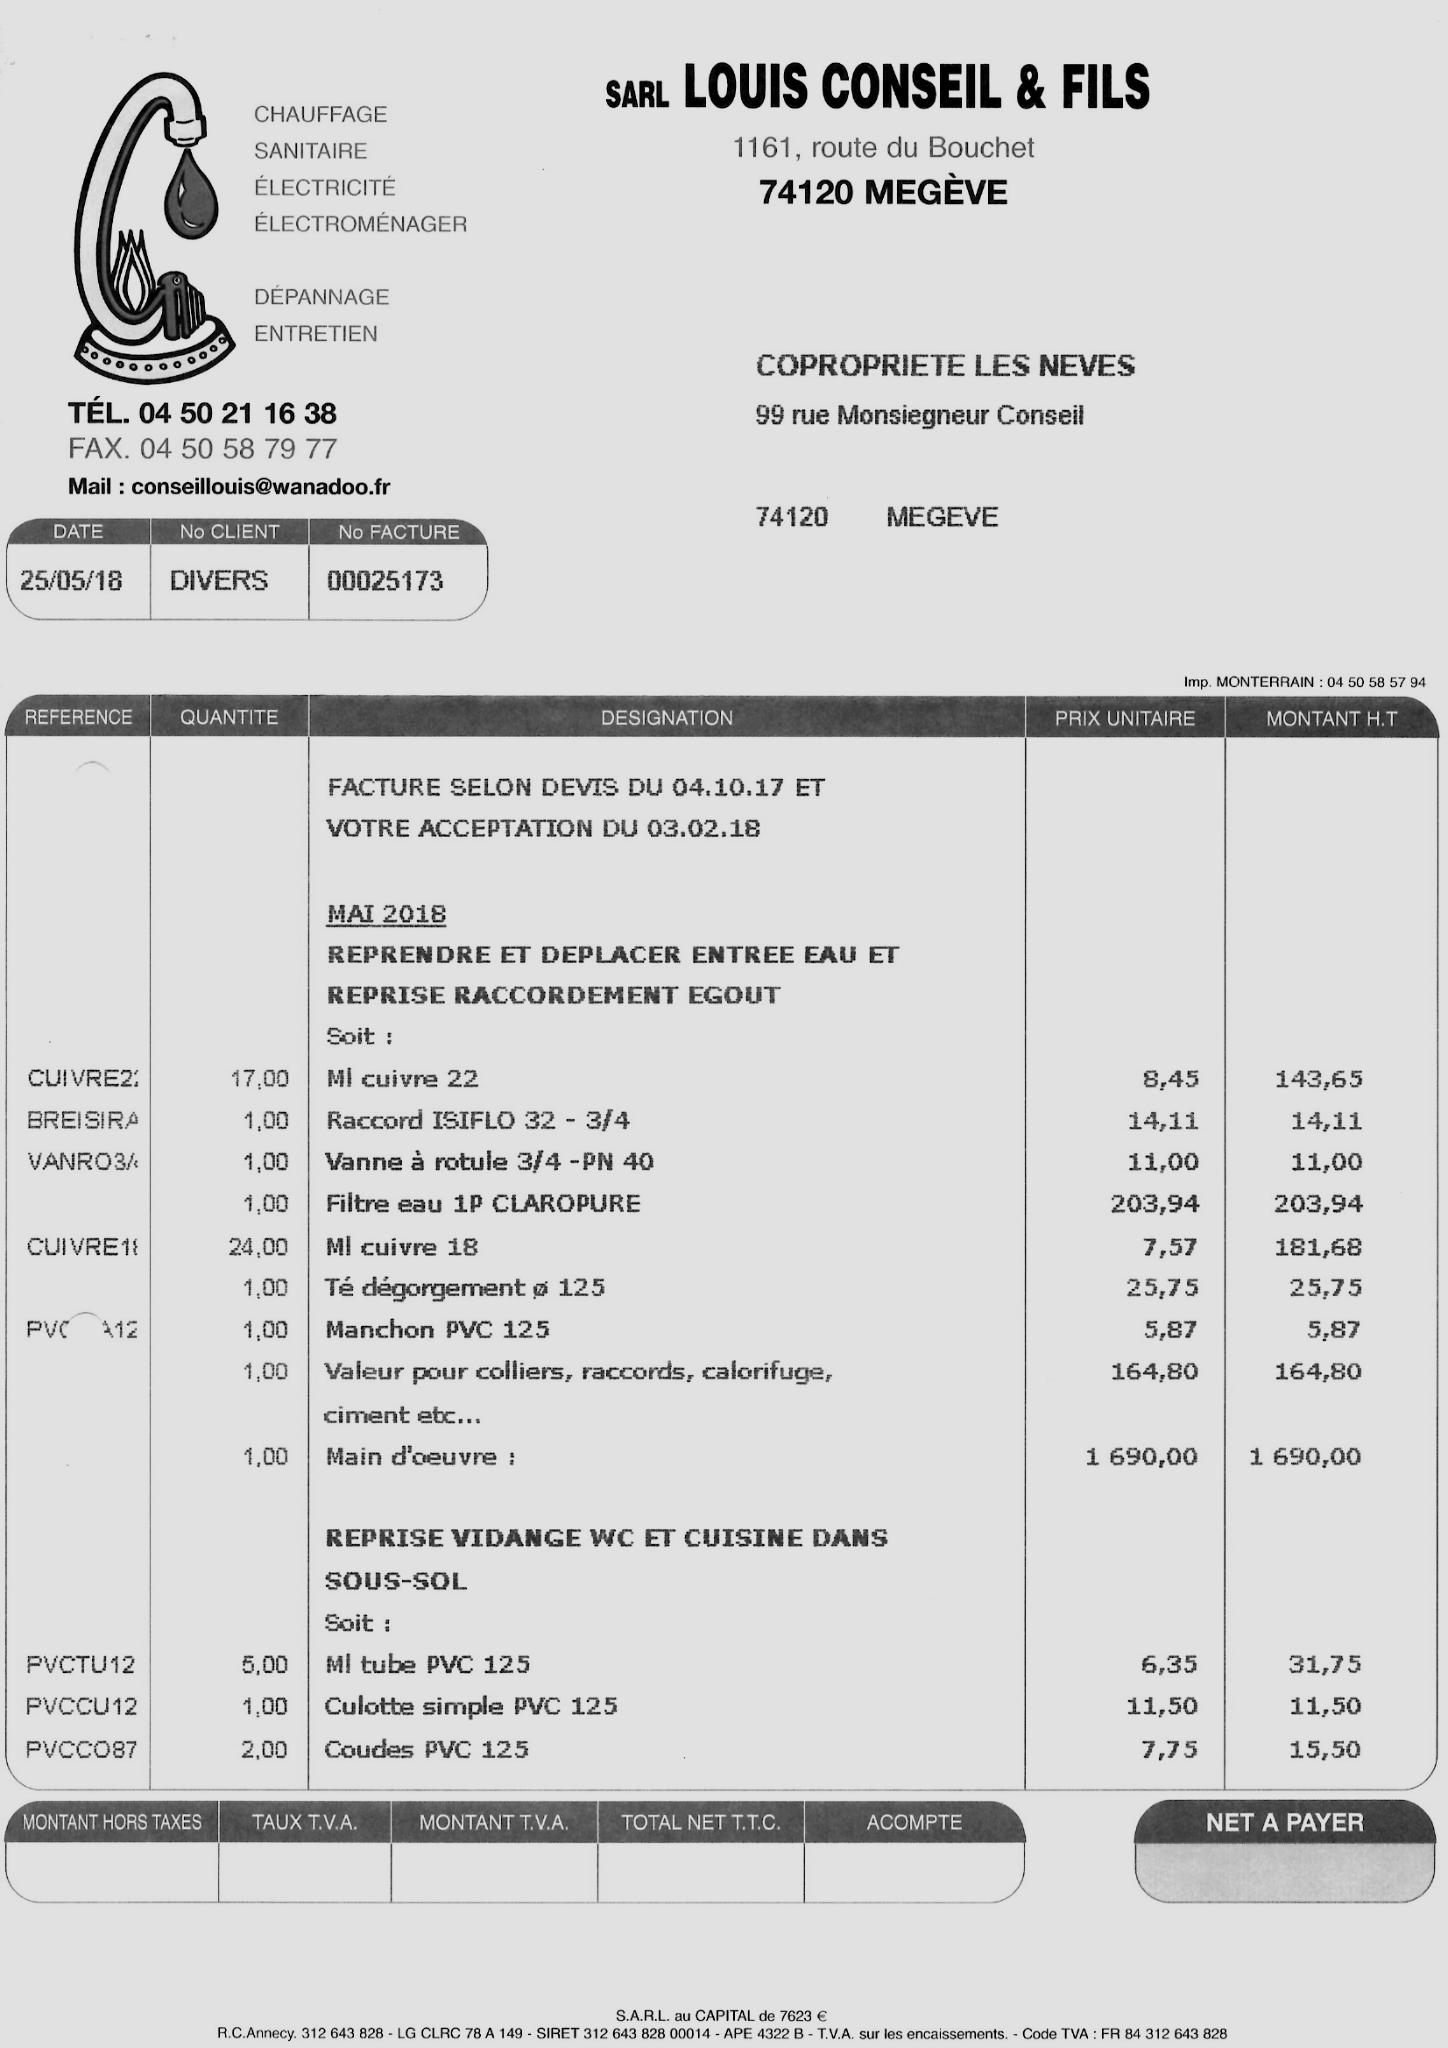 SARL LOUIS CONSEIL & FILS
1161, route du Bouchet
74120 MEGÈVE
CHAUFFAGE
SANITAIRE
ÉLECTRICITÉ
ÉLECTROMÉNAGER
DÉPANNAGE
ENTRETIEN
TÉL. 04 50 21 16 38
FAX. 04 50 58 79 77
Mail : conseillouis@wanadoo.fr
COPROPRIETE LES NEVES
99 rue Monsiegneur Conseil
74120 MEGEVE
DATE No CLIENT No FACTURE
25/05/18 DIVERS 00025173
Imp. MONTERRAIN : 04 50 58 57 94
REFERENCE QUANTITE DESIGNATION PRIX UNITAIRE MONTANT H.T
FACTURE SELON DEVIS DU 04.10.17 ET
VOTRE ACCEPTATION DU 03.02.18
MAI 2018
REPRENDRE ET DEPLACER ENTREE EAU ET
REPRISE RACCORDEMENT EGOUT
Soit :
CUIVRE22 17,00 Ml cuivre 22 8,45 143,65
BREISIRA 1,00 Raccord ISIFLO 32 - 3/4 14,11 14,11
VANRO3/4 1,00 Vanne à rotule 3/4 -PN 40 11,00 11,00
1,00 Filtre eau 1P CLAROPURE 203,94 203,94
CUIVRE18 24,00 Ml cuivre 18 7,57 181,68
1,00 Té dégorgement ø 125 25,75 25,75
1,00 Manchon PVC 125 5,87 5,87
1,00 Valeur pour colliers, raccords, calorifuge, 164,80 164,80
ciment etc...
1,00 Main d'oeuvre : 1 690,00 1 690,00
REPRISE VIDANGE WC ET CUISINE DANS
SOUS-SOL
Soit :
PVCTU12 5,00 Ml tube PVC 125 6,35 31,75
PVCCU12 1,00 Culotte simple PVC 125 11,50 11,50
PVCCO87 2,00 Coudes PVC 125 7,75 15,50
MONTANT HORS TAXES TAUX T.V.A. MONTANT T.V.A. TOTAL NET T.T.C. ACOMPTE NET A PAYER
S.A.R.L. au CAPITAL de 7623 €
R.C.Annecy. 312 643 828 - LG CLRC 78 A 149 - SIRET 312 643 828 00014 - APE 4322 B - T.V.A. sur les encaissements. - Code TVA : FR 84 312 643 828